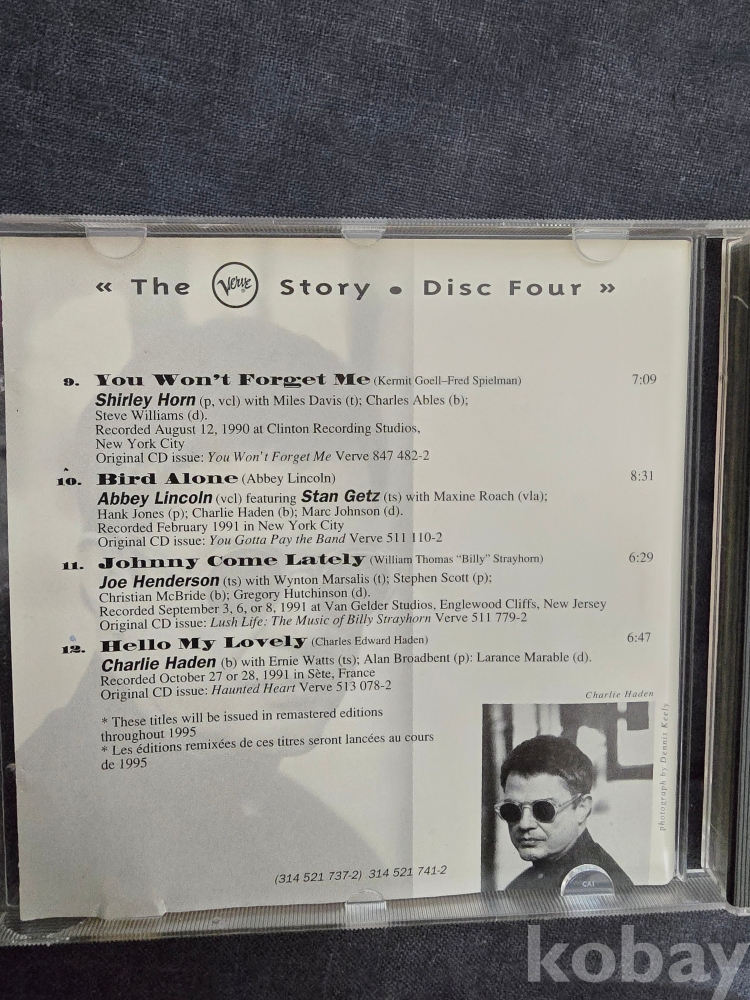 « The Verve Story • Disc Four »
9. You Won't Forget Me (Kermit Goell–Fred Spielman) 7:09
Shirley Horn (p, vcl) with Miles Davis (t); Charles Ables (b);
Steve Williams (d).
Recorded August 12, 1990 at Clinton Recording Studios,
New York City
Original CD issue: You Won't Forget Me Verve 847 482-2
10. Bird Alone (Abbey Lincoln) 8:31
Abbey Lincoln (vcl) featuring Stan Getz (ts) with Maxine Roach (vla);
Hank Jones (p); Charlie Haden (b); Marc Johnson (d).
Recorded February 1991 in New York City
Original CD issue: You Gotta Pay the Band Verve 511 110-2
11. Johnny Come Lately (William Thomas "Billy" Strayhorn) 6:29
Joe Henderson (ts) with Wynton Marsalis (t); Stephen Scott (p);
Christian McBride (b); Gregory Hutchinson (d).
Recorded September 3, 6, or 8, 1991 at Van Gelder Studios, Englewood Cliffs, New Jersey
Original CD issue: Lush Life: The Music of Billy Strayhorn Verve 511 779-2
12. Hello My Lovely (Charles Edward Haden) 6:47
Charlie Haden (b) with Ernie Watts (ts); Alan Broadbent (p): Larance Marable (d).
Recorded October 27 or 28, 1991 in Sète, France
Original CD issue: Haunted Heart Verve 513 078-2
Charlie Haden
* These titles will be issued in remastered editions
throughout 1995
* Les éditions remixées de ces titres seront lancées au cours
de 1995
photograph by Dennis Keely
(314 521 737-2) 314 521 741-2
CA1
kobay